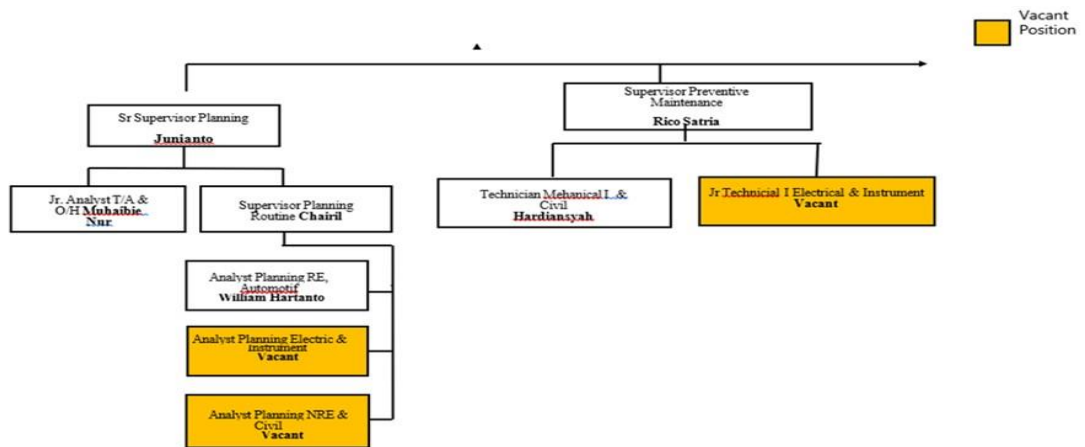 Vacant
Position
Sr Supervisor Planning
Junianto
Supervisor Preventive
Maintenance
Rico Satria
Jr. Analyst T/A &
O/H Muhaibie
Nur
Supervisor Planning
Routine Chairil
Technician Mehanical I &
Civil
Hardiansyah
Jr Technicial I Electrical & Instrument
Vacant
Analyst Planning RE,
Automotif
William Hartanto
Analyst Planning Electric &
Instrument
Vacant
Analyst Planning NRE &
Civil
Vacant